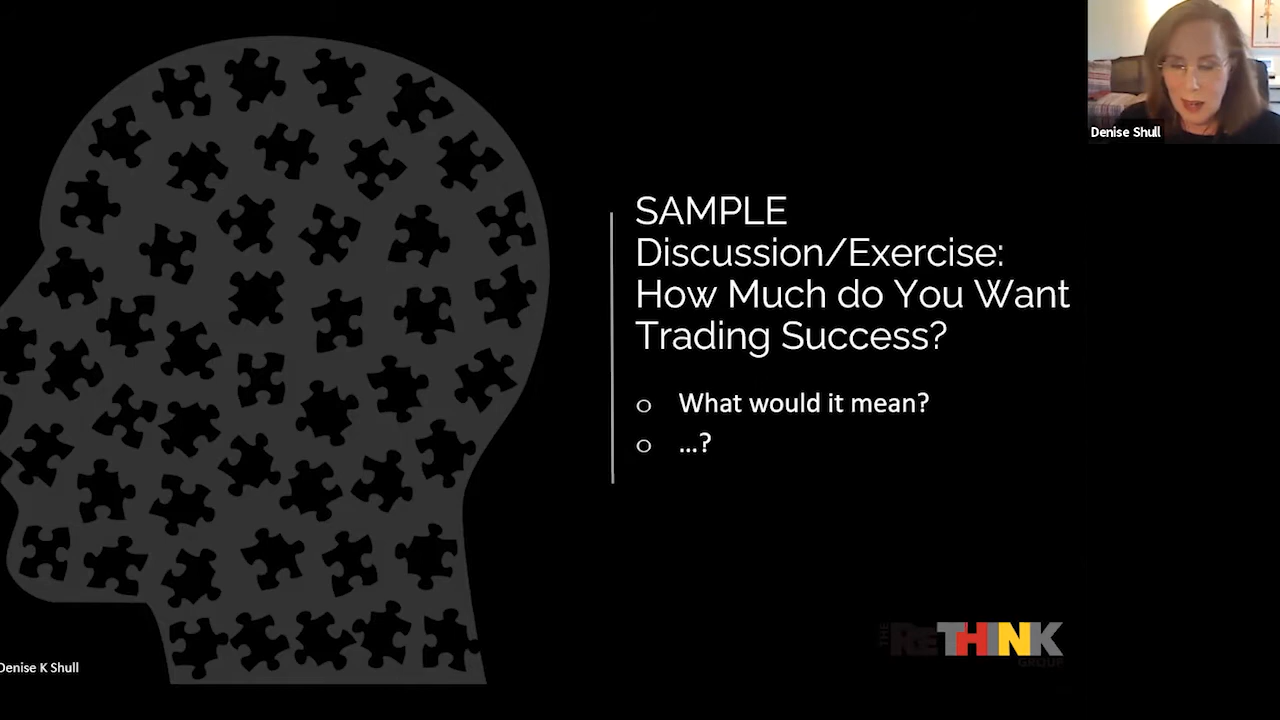 Denise Shull
SAMPLE
Discussion/Exercise:
How Much do You Want
Trading Success?
o What would it mean?
o ...?
THE
ReTHINK
GROUP
Denise K Shull